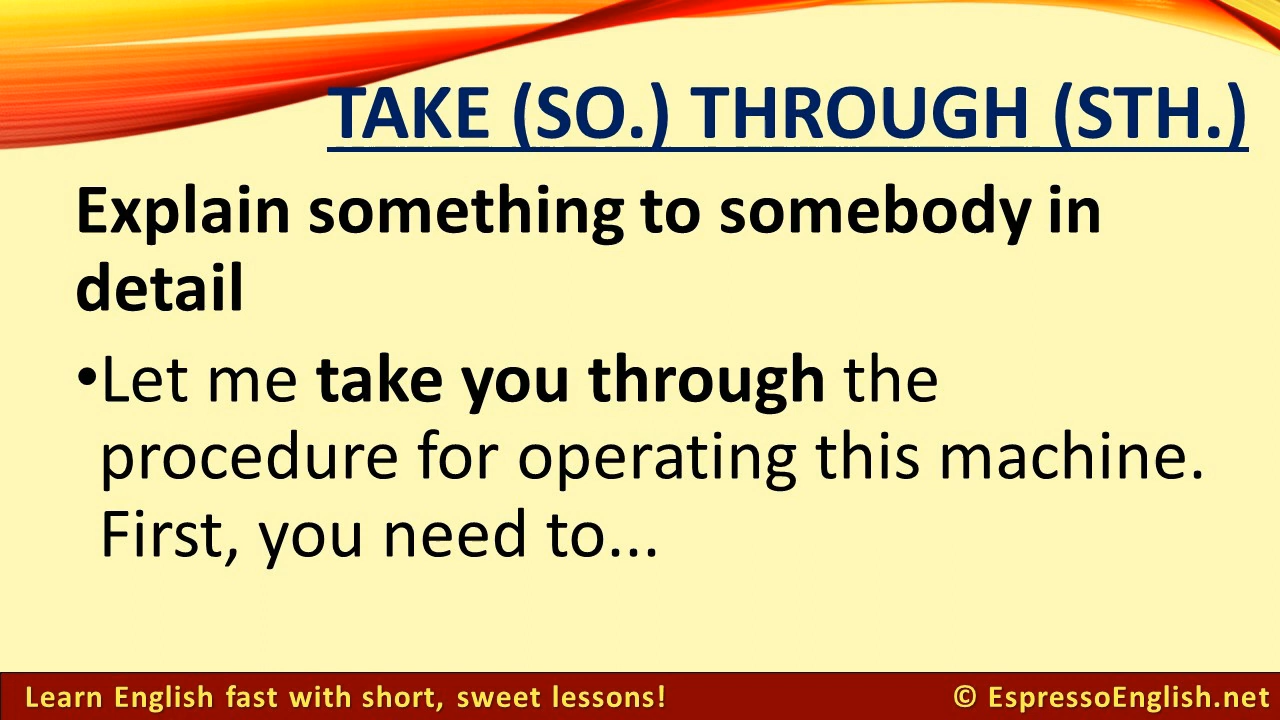 TAKE (SO.) THROUGH (STH.)
Explain something to somebody in
detail
•Let me take you through the
procedure for operating this machine.
First, you need to...
Learn English fast with short, sweet lessons!
© EspressoEnglish.net